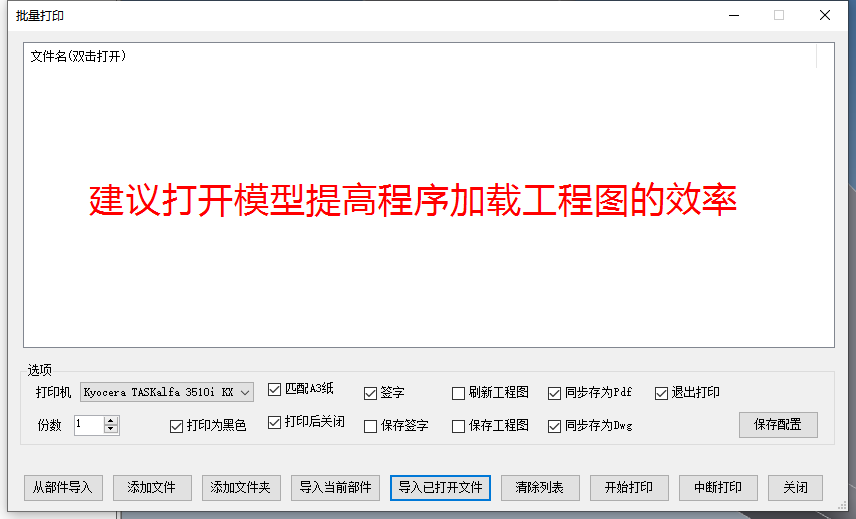 批量打印
文件名(双击打开)
建议打开模型提高程序加载工程图的效率
选项
打印机 Kyocera TASKalfa 3510i KX 匹配A3纸 签字 刷新工程图 同步存为Pdf 退出打印
份数 1 打印为黑色 打印后关闭 保存签字 保存工程图 同步存为Dwg 保存配置
从部件导入 添加文件 添加文件夹 导入当前部件 导入已打开文件 清除列表 开始打印 中断打印 关闭